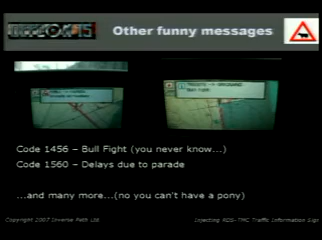 Other funny messages
Code 1456 – Bull Fight (you never know...)
Code 1560 – Delays due to parade
...and many more...(no you can't have a pony)
Copyright 2007 Inverse Path Ltd
Injecting RDS-TMC Traffic Information Sign